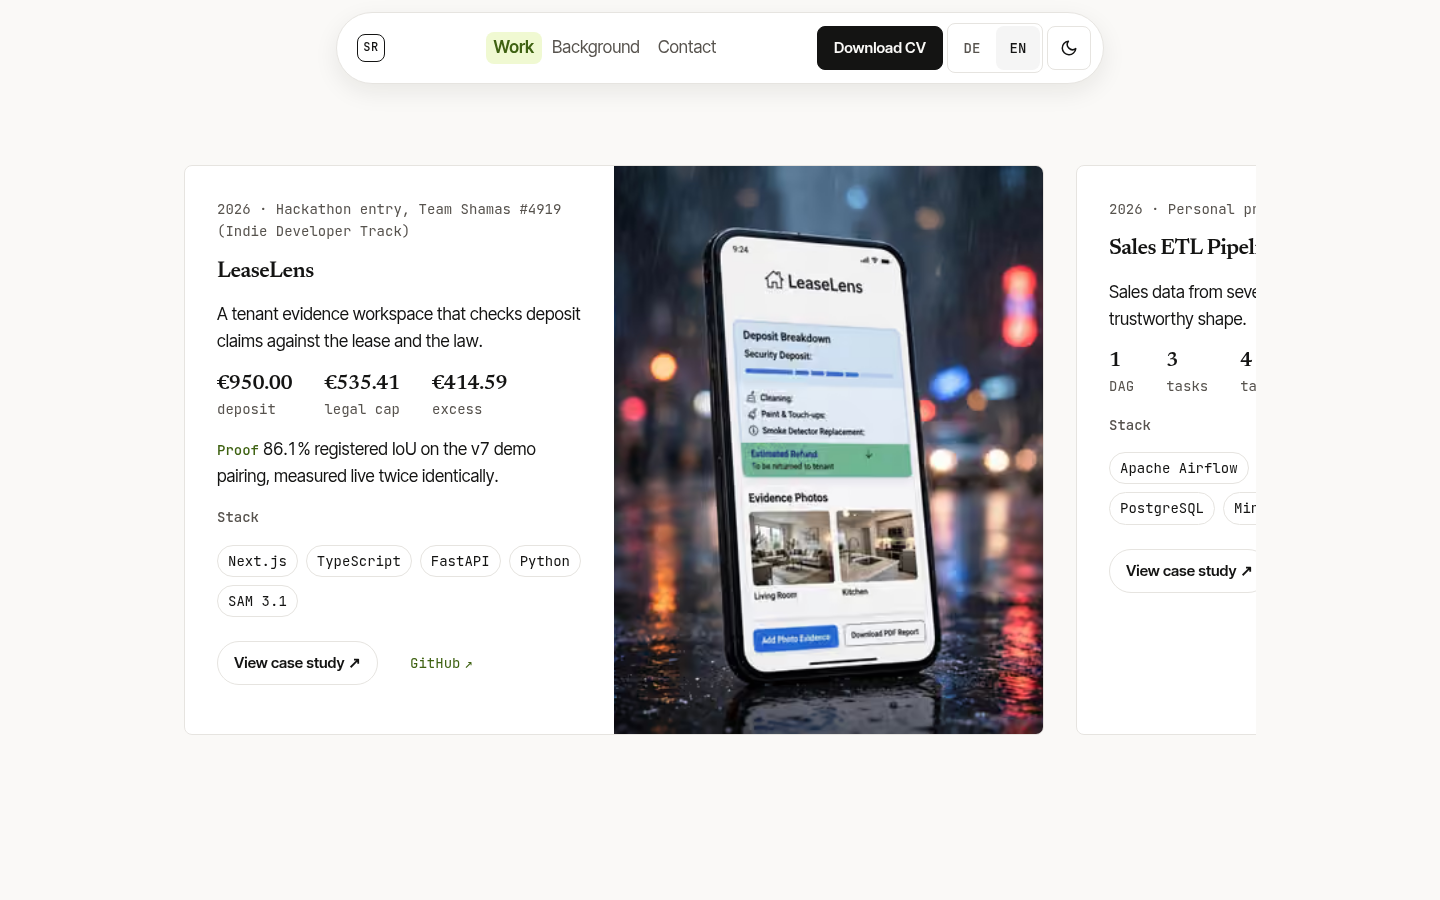 SR
Work
Background
Contact
Download CV
DE
EN
2026 · Hackathon entry, Team Shamas #4919
(Indie Developer Track)
LeaseLens
A tenant evidence workspace that checks deposit
claims against the lease and the law.
€950.00
€535.41
€414.59
deposit
legal cap
excess
Proof 86.1% registered IoU on the v7 demo
pairing, measured live twice identically.
Stack
Next.js
TypeScript
FastAPI
Python
SAM 3.1
View case study ↗
GitHub ↗
9:24
LeaseLens
Deposit Breakdown
Security Deposit:
Cleaning:
Paint & Touch-ups:
Smoke Detector Replacement:
Estimated Refund
To be returned to tenant
Evidence Photos
Living Room
Kitchen
Add Photo Evidence
Download PDF Report
2026 · Personal pr
Sales ETL Pipel
Sales data from seve
trustworthy shape.
1
3
4
DAG
tasks
ta
Stack
Apache Airflow
PostgreSQL
Min
View case study ↗